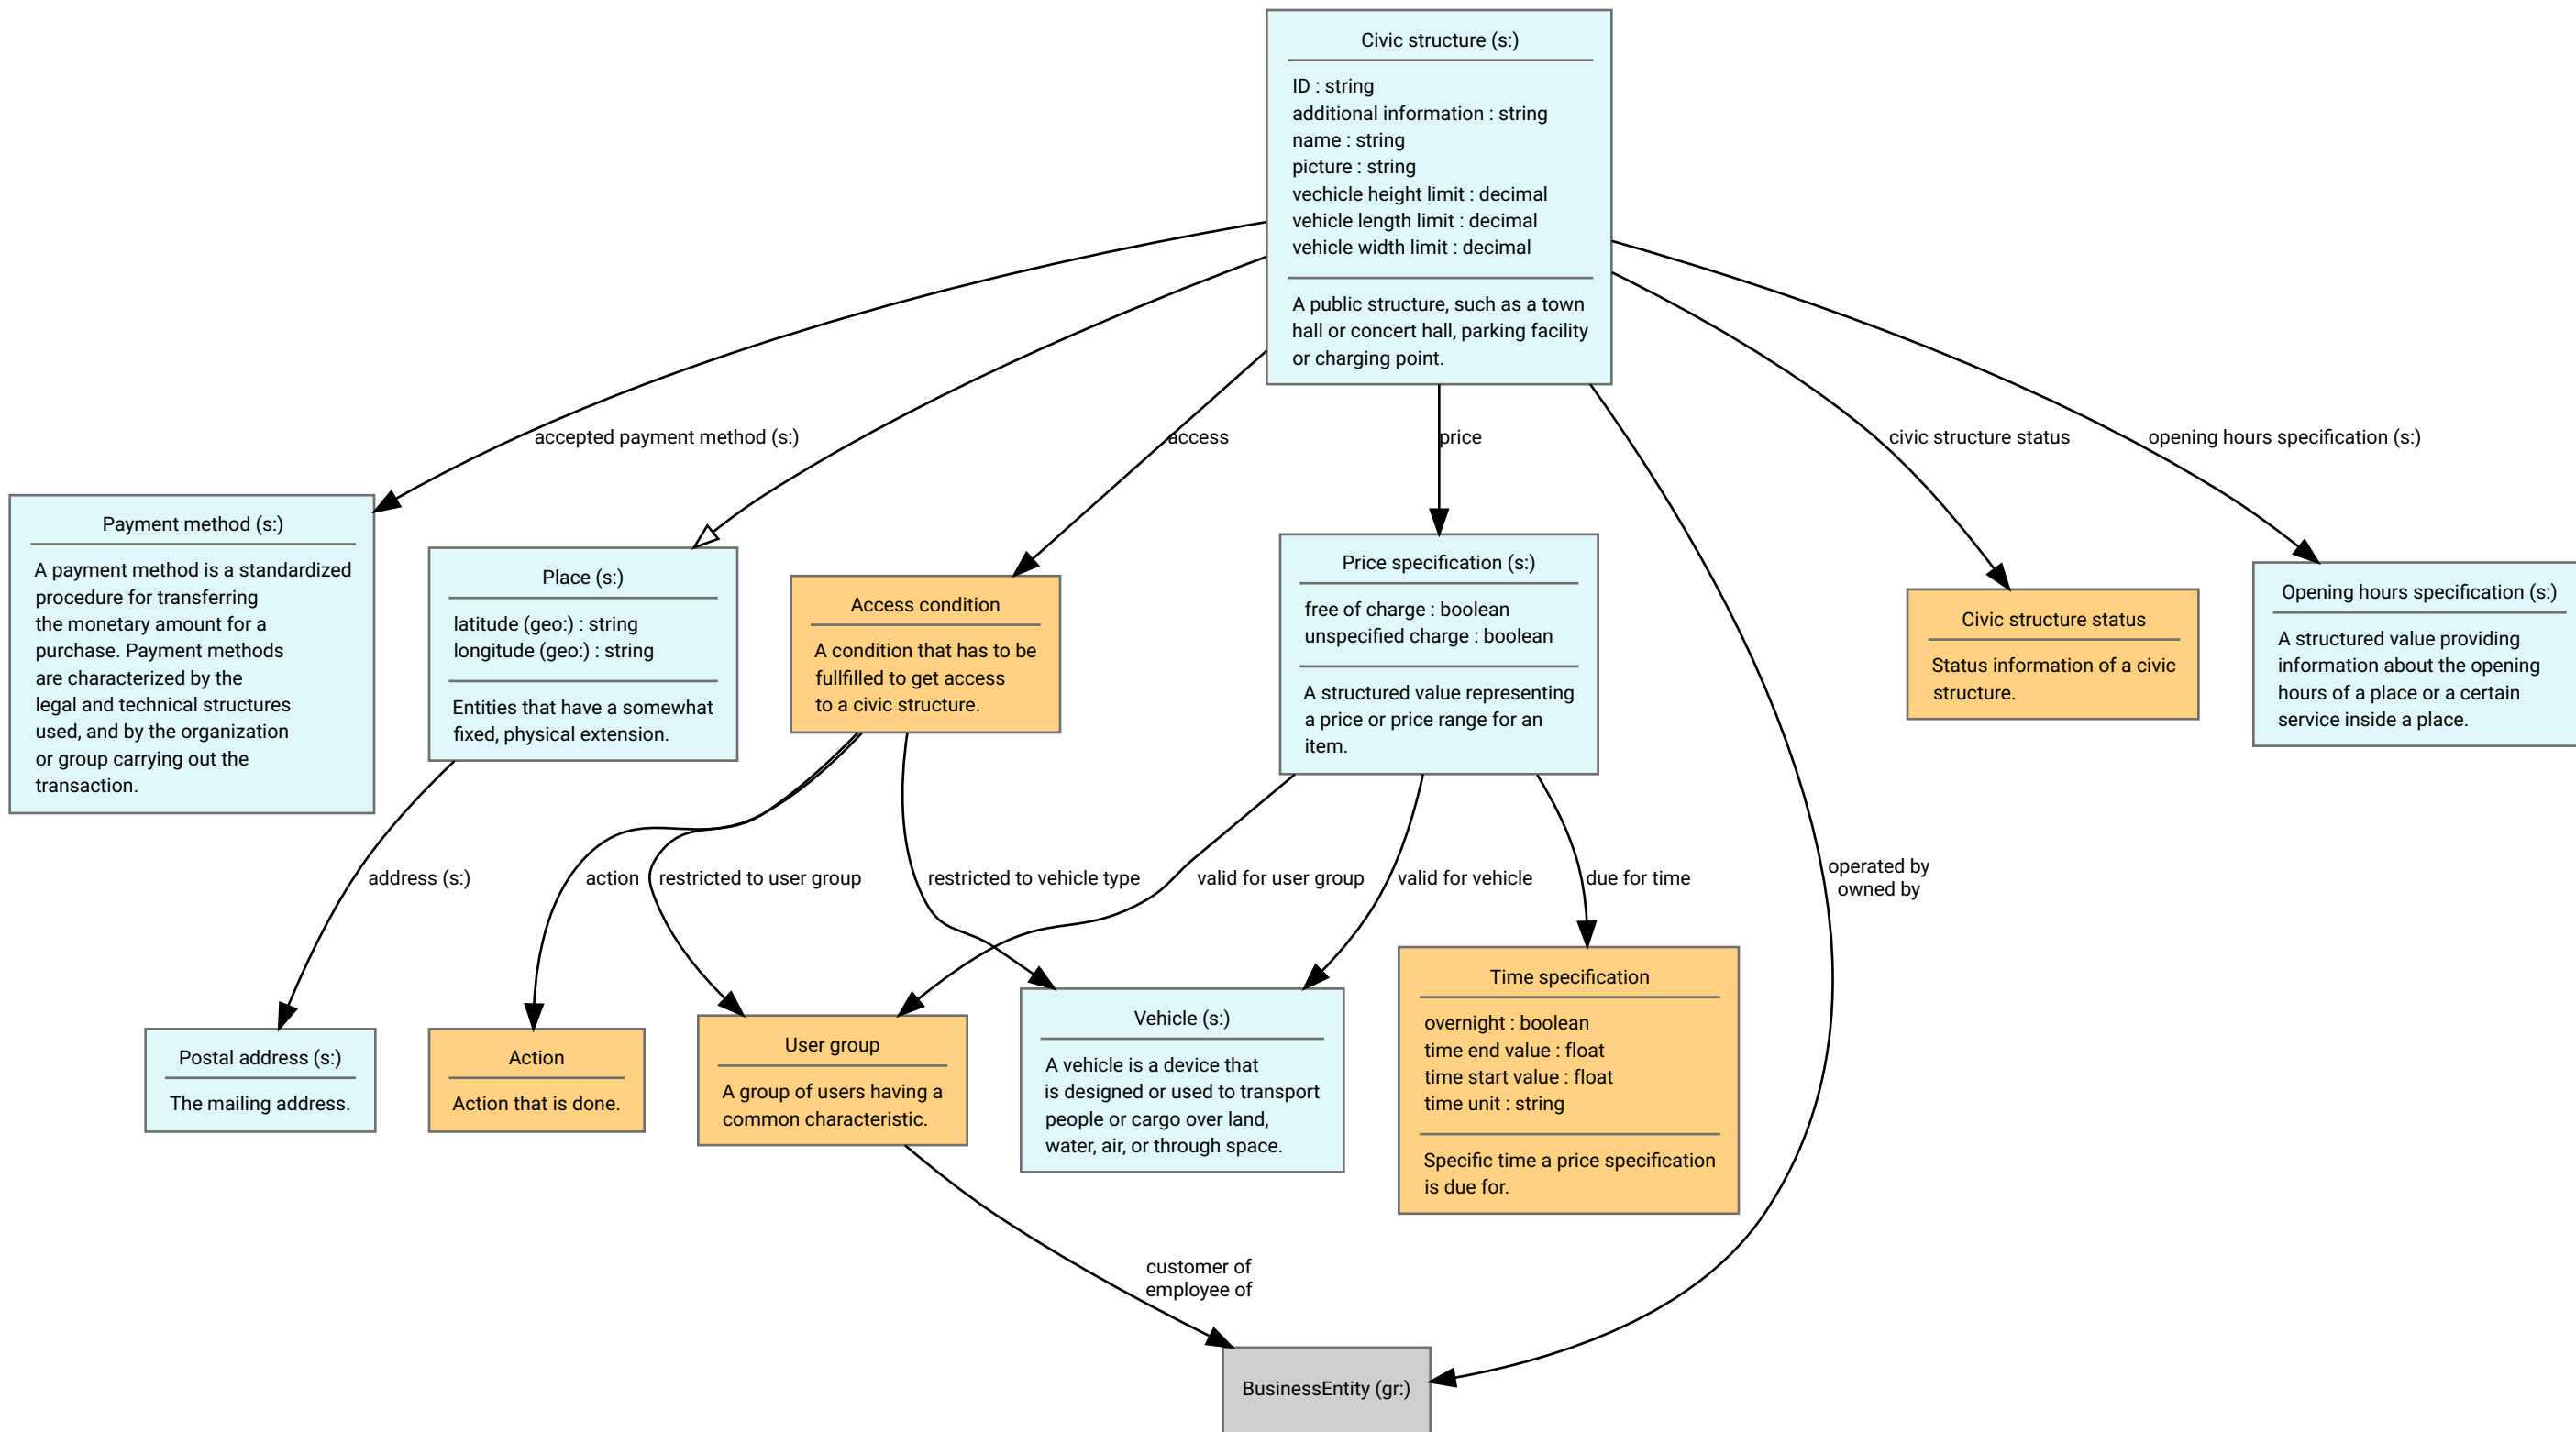 Civic structure (s:)
ID : string
additional information : string
name : string
picture : string
vechicle height limit : decimal
vehicle length limit : decimal
vehicle width limit : decimal
A public structure, such as a town
hall or concert hall, parking facility
or charging point.
accepted payment method (s:)
access
price
civic structure status
opening hours specification (s:)
Payment method (s:)
A payment method is a standardized
procedure for transferring
the monetary amount for a
purchase. Payment methods
are characterized by the
legal and technical structures
used, and by the organization
or group carrying out the
transaction.
Place (s:)
latitude (geo:) : string
longitude (geo:) : string
Entities that have a somewhat
fixed, physical extension.
Access condition
A condition that has to be
fullfilled to get access
to a civic structure.
Price specification (s:)
free of charge : boolean
unspecified charge : boolean
A structured value representing
a price or price range for an
item.
Civic structure status
Status information of a civic
structure.
Opening hours specification (s:)
A structured value providing
information about the opening
hours of a place or a certain
service inside a place.
address (s:)
action
restricted to user group
restricted to vehicle type
valid for user group
valid for vehicle
due for time
operated by
owned by
Postal address (s:)
The mailing address.
Action
Action that is done.
User group
A group of users having a
common characteristic.
Vehicle (s:)
A vehicle is a device that
is designed or used to transport
people or cargo over land,
water, air, or through space.
Time specification
overnight : boolean
time end value : float
time start value : float
time unit : string
Specific time a price specification
is due for.
customer of
employee of
BusinessEntity (gr:)